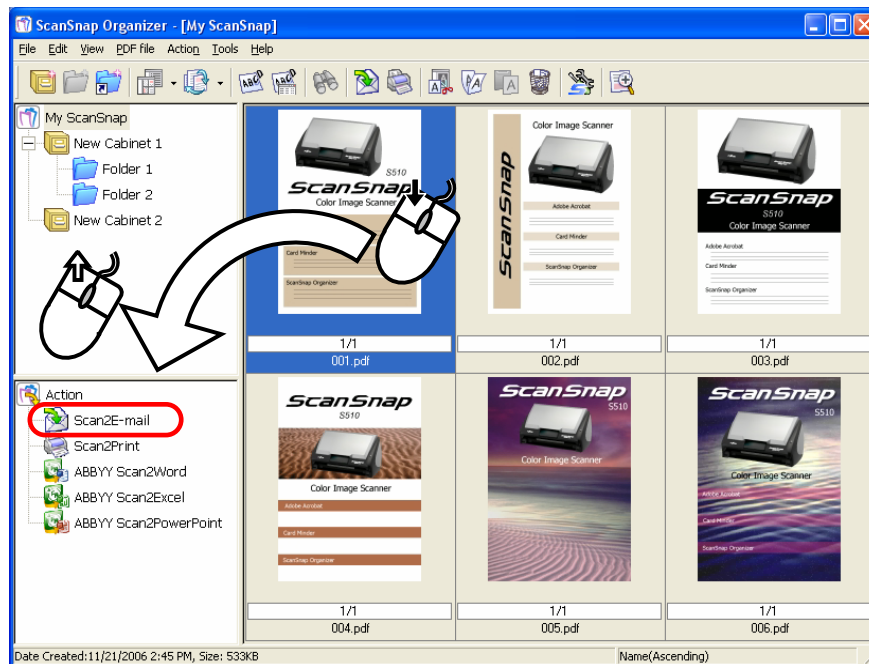 ScanSnap Organizer - [My ScanSnap]
File Edit View PDF file Action Tools Help
My ScanSnap
New Cabinet 1
Folder 1
Folder 2
New Cabinet 2
Action
Scan2E-mail
Scan2Print
ABBYY Scan2Word
ABBYY Scan2Excel
ABBYY Scan2PowerPoint
S510
ScanSnap
Color Image Scanner
Card Minder
ScanSnap Organizer
1/1
001.pdf
Color Image Scanner
ScanSnap
Adobe Acrobat
Card Minder
ScanSnap Organizer
1/1
002.pdf
ScanSnap
S510
Color Image Scanner
Adobe Acrobat
Card Minder
ScanSnap Organizer
1/1
003.pdf
ScanSnap
S510
Color Image Scanner
Adobe Acrobat
Card Minder
ScanSnap Organizer
1/1
004.pdf
ScanSnap
S510
Color Image Scanner
1/1
005.pdf
ScanSnap
S510
Color Image Scanner
Adobe Acrobat
Card Minder
ScanSnap Organizer
1/1
006.pdf
Date Created:11/21/2006 2:45 PM, Size: 533KB
Name(Ascending)